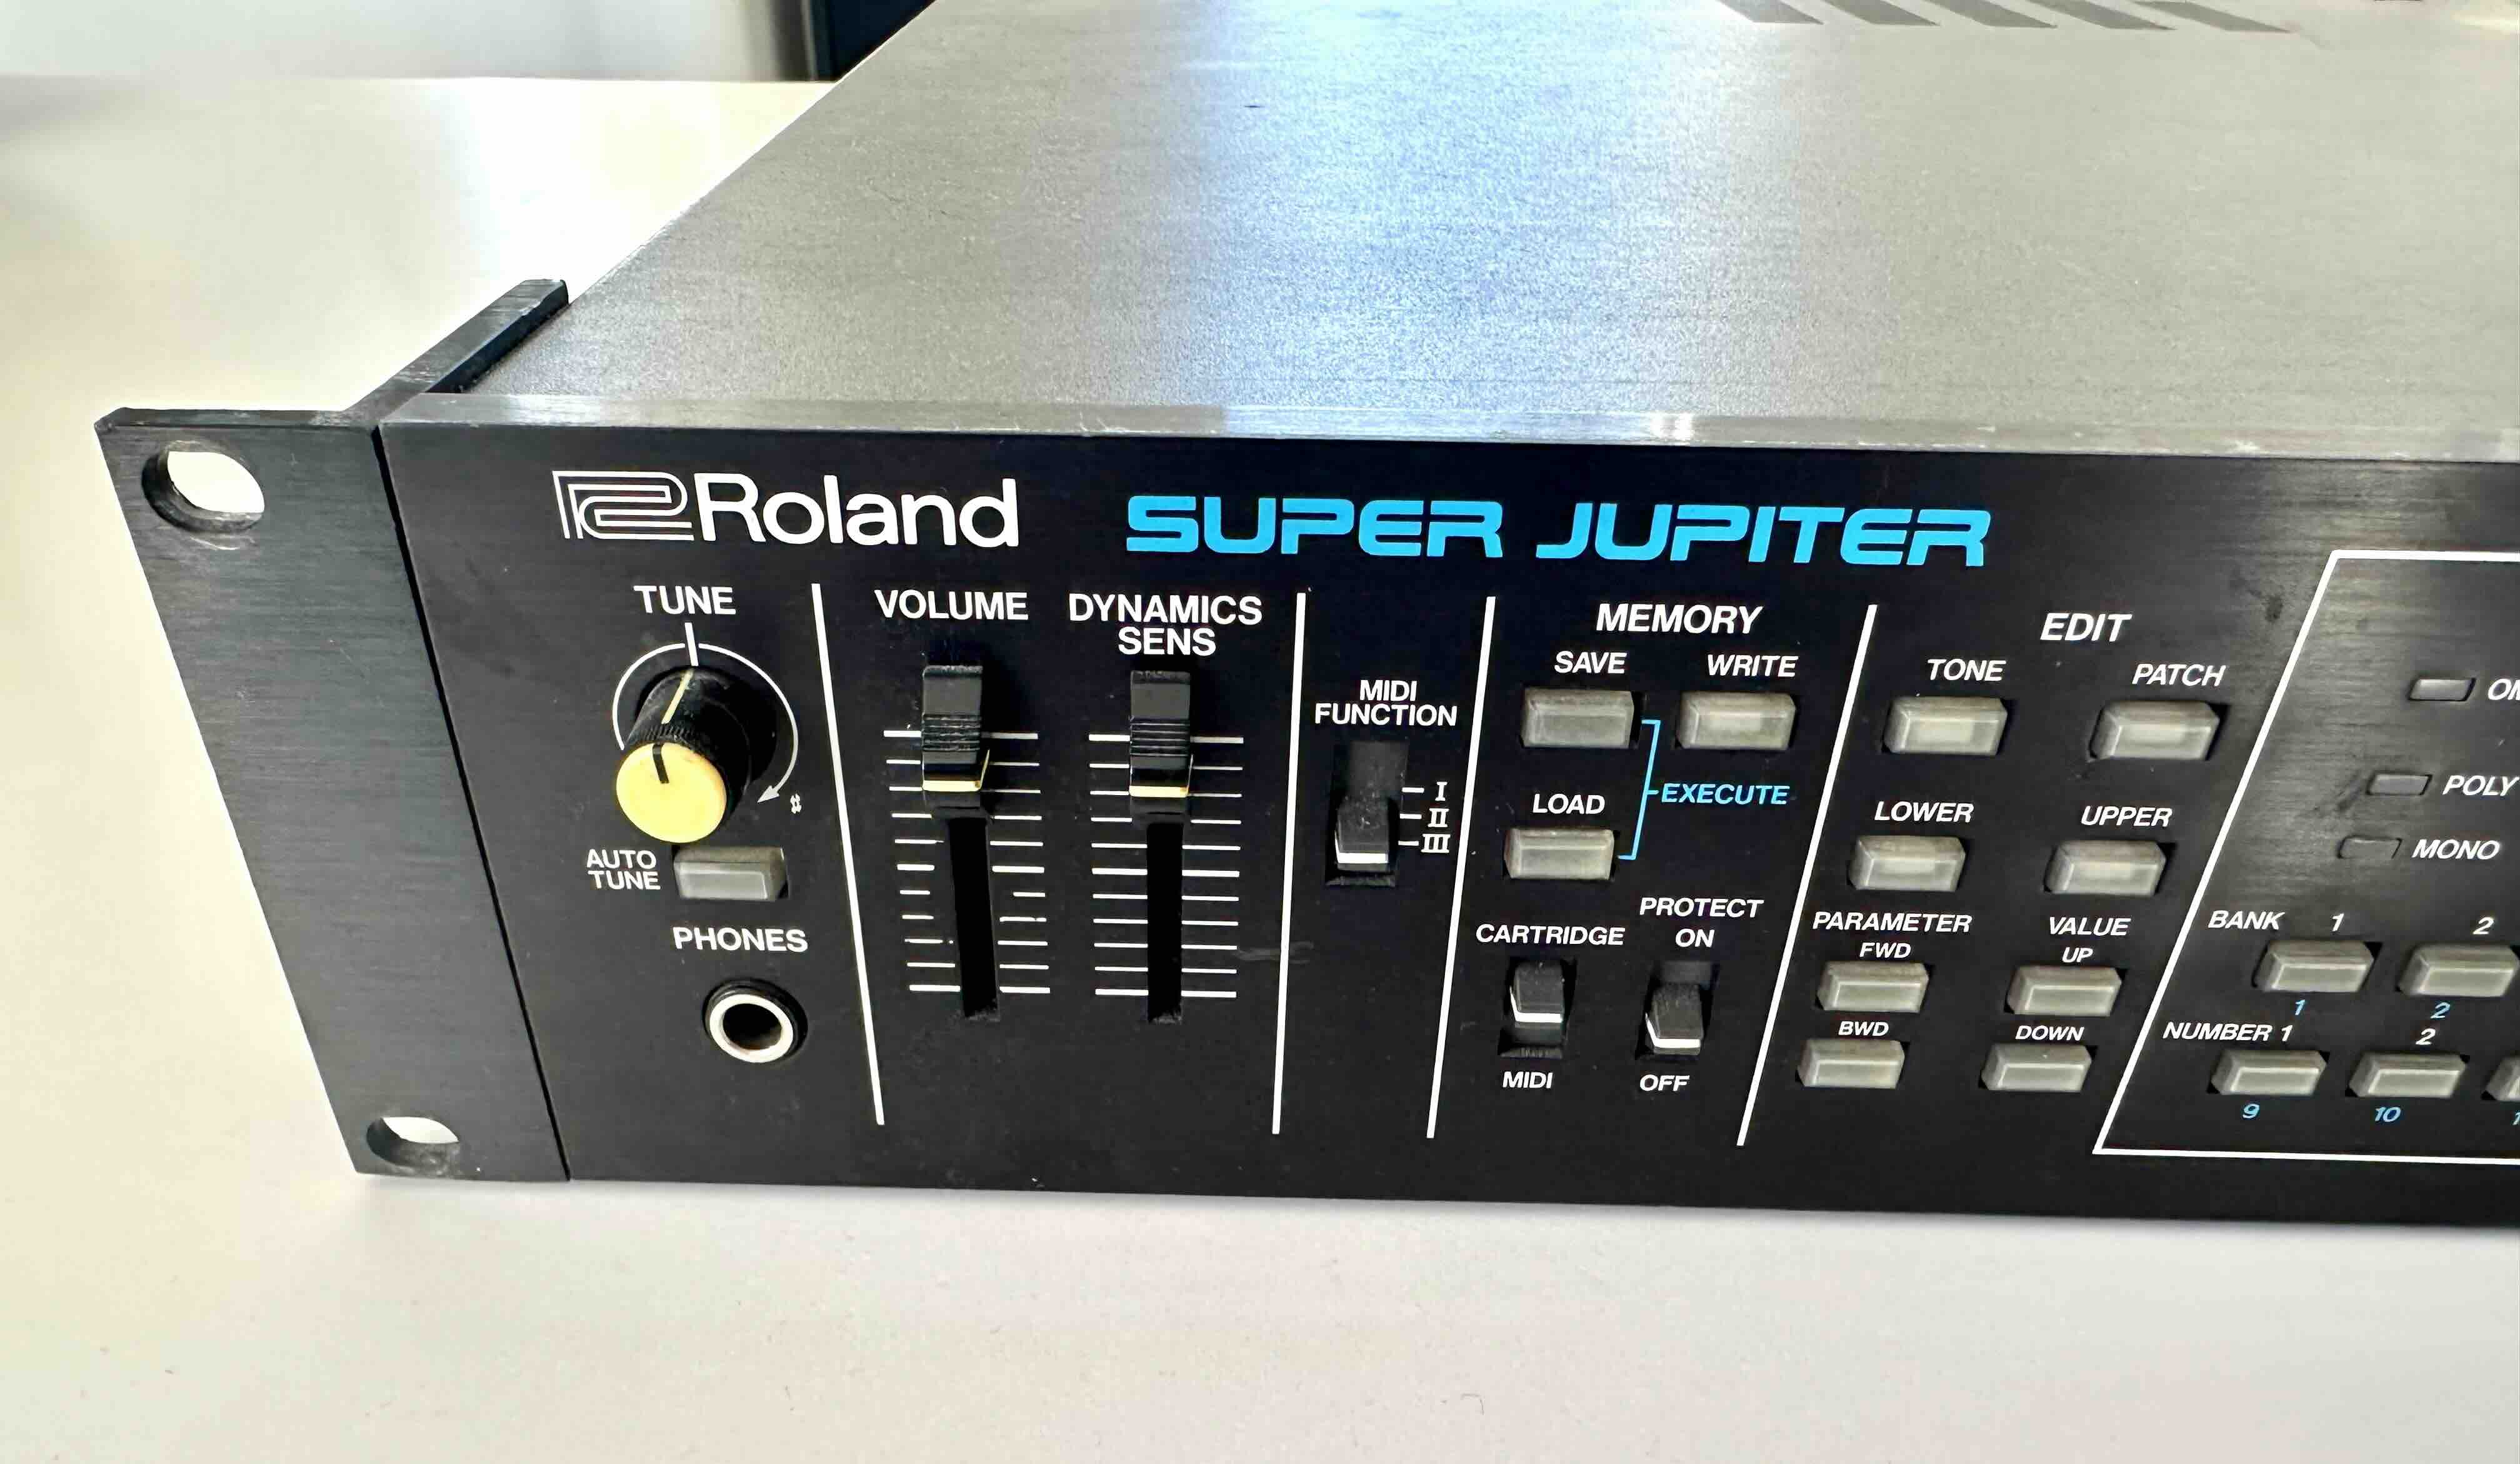 Roland SUPER JUPITER
TUNE
♯
AUTO
TUNE
PHONES
VOLUME
DYNAMICS
SENS
MIDI
FUNCTION
I
II
III
MEMORY
SAVE WRITE
EXECUTE
LOAD
CARTRIDGE
MIDI
PROTECT
ON
OFF
EDIT
TONE PATCH
LOWER UPPER
PARAMETER VALUE
FWD UP
BWD DOWN
POLY
MONO
BANK 1 2
1 2
NUMBER 1 2
9 10